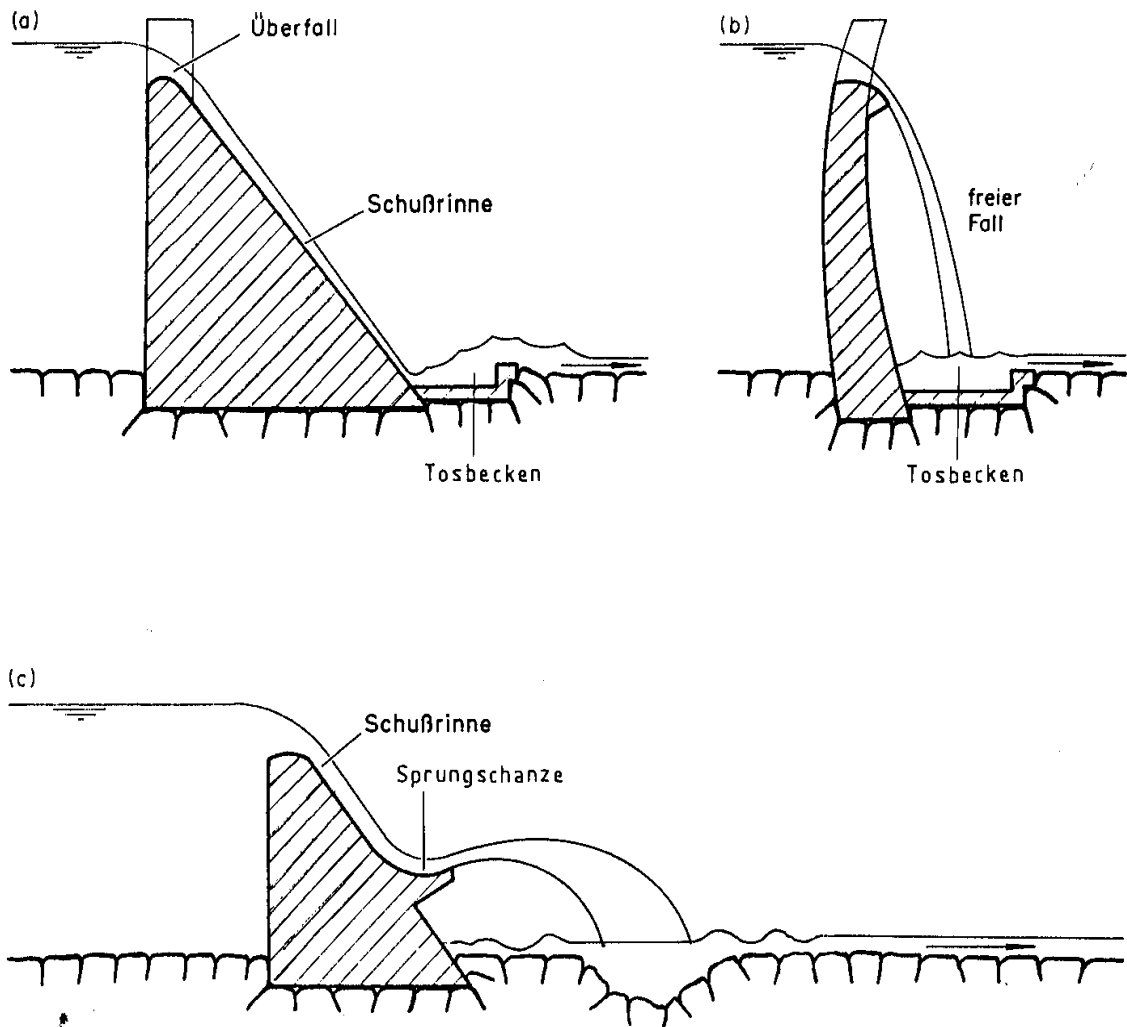 (a)
Überfall
Schußrinne
Tosbecken
(b)
freier
Fall
Tosbecken
(c)
Schußrinne
Sprungschanze